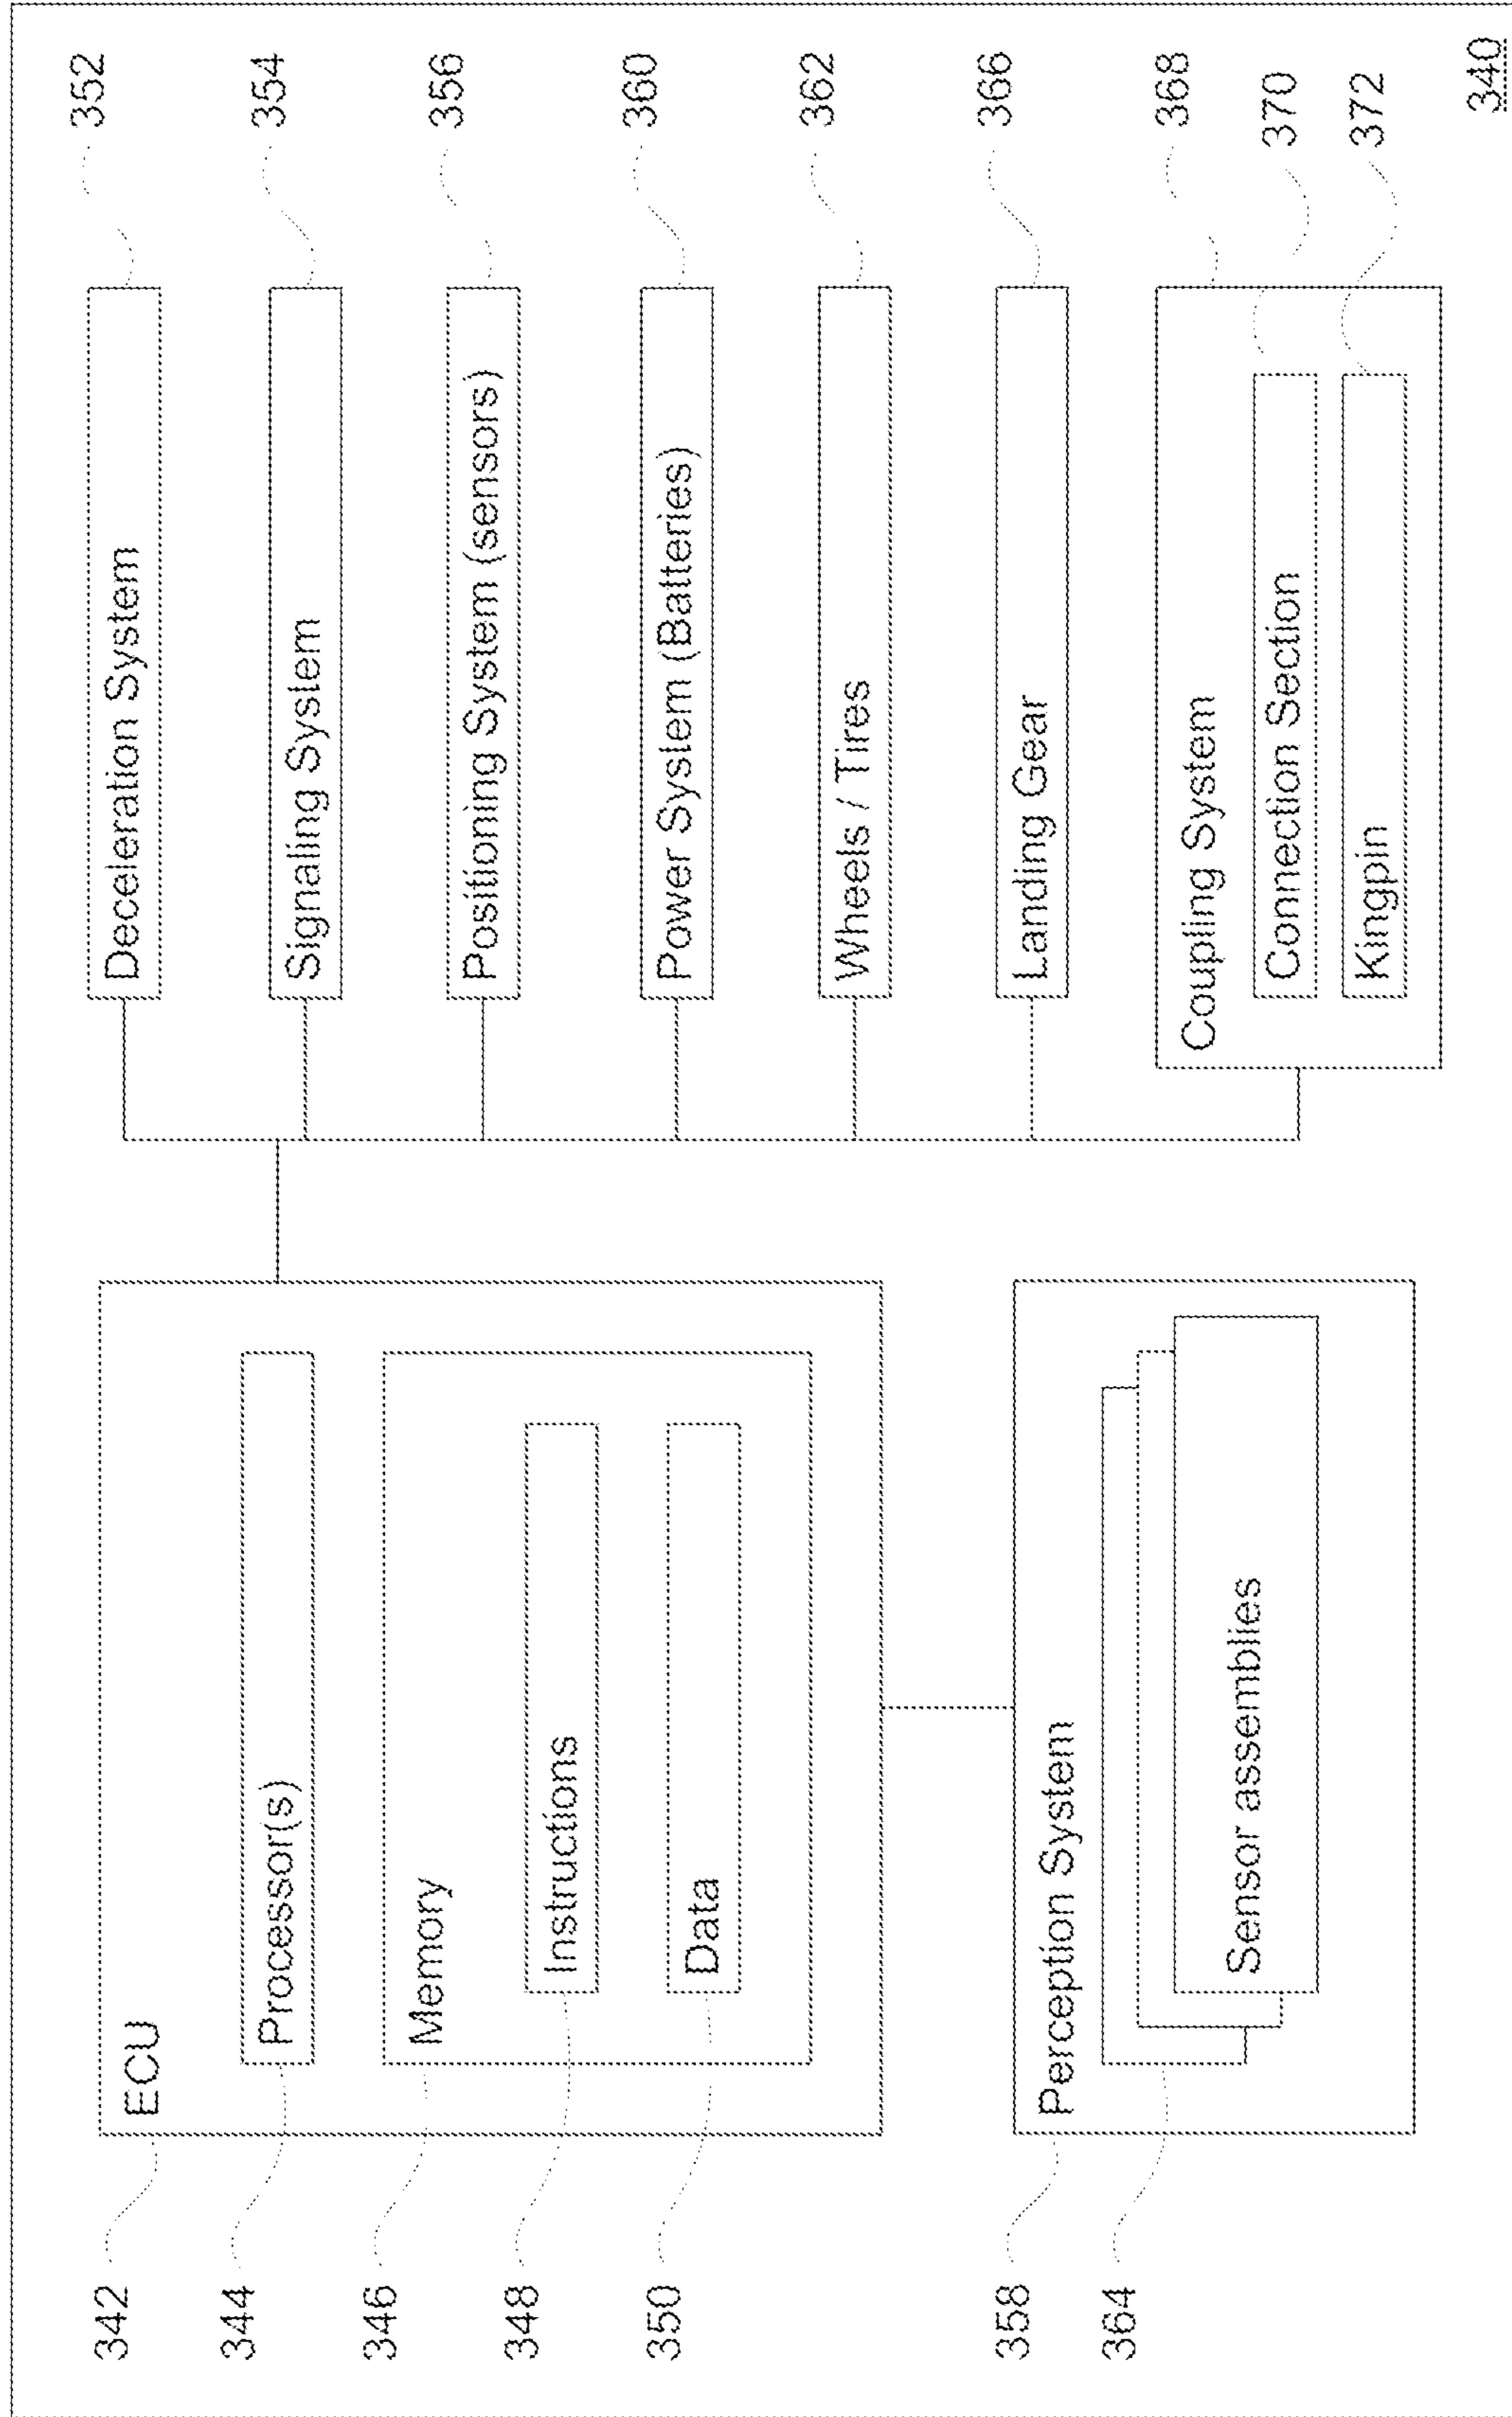 342
ECU
344
Processor(s)
346
Memory
348
Instructions
350
Data
358
Perception System
364
Sensor assemblies
Deceleration System
352
Signaling System
354
Positioning System (sensors)
356
Power System (Batteries)
360
Wheels / Tires
362
Landing Gear
366
Coupling System
368
Connection Section
370
Kingpin
372
340